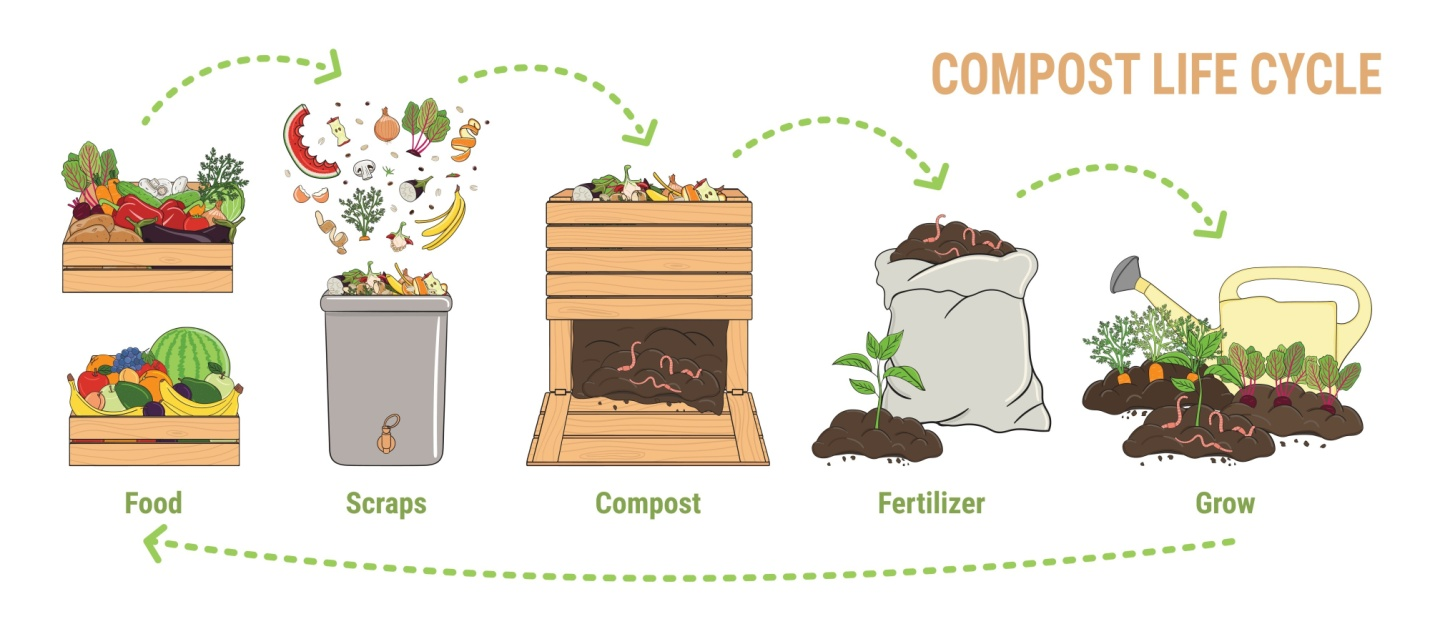 COMPOST LIFE CYCLE
Food
Scraps
Compost
Fertilizer
Grow